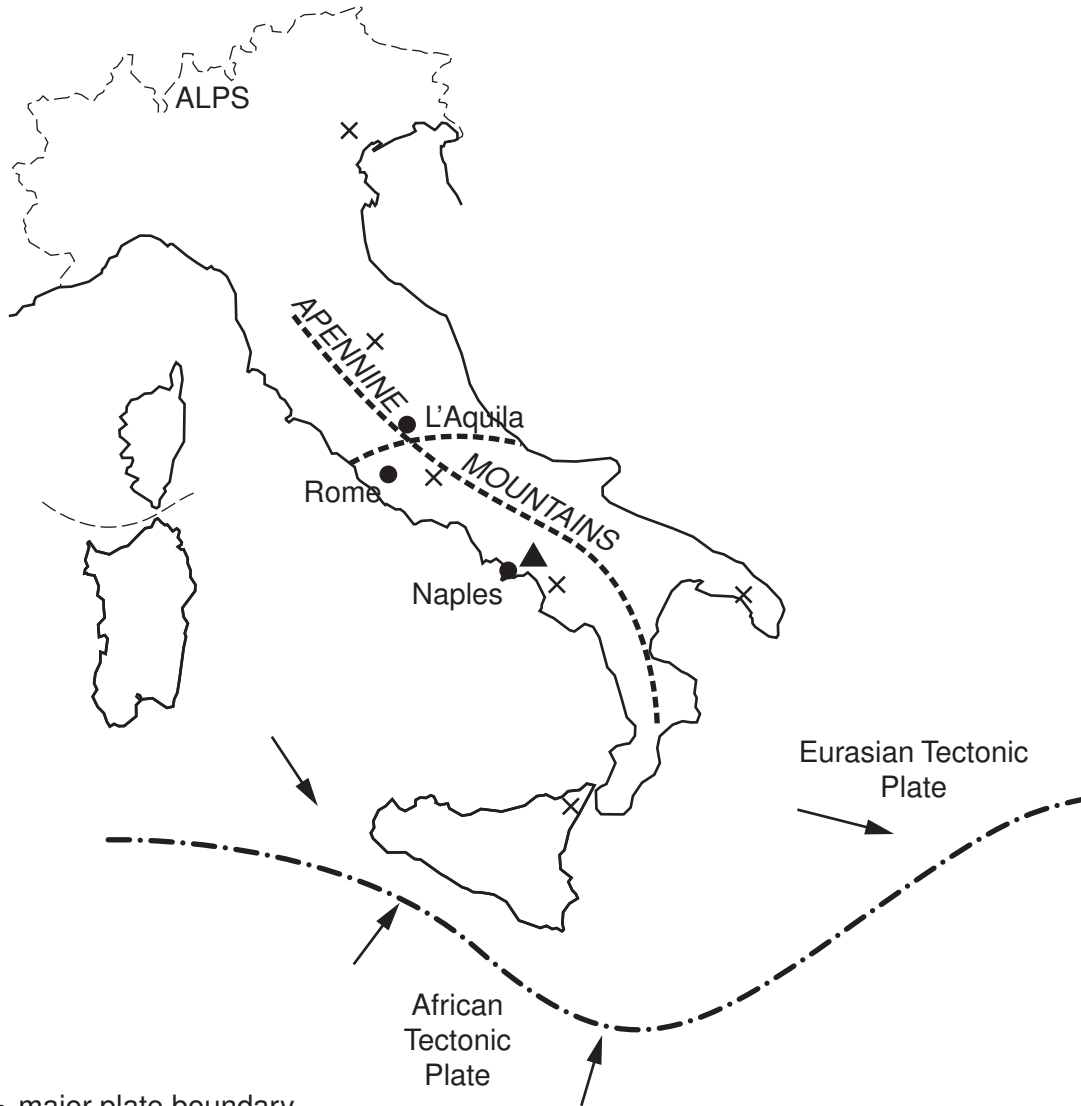 ALPS
APENNINE
L'Aquila
MOUNTAINS
Rome
Naples
Eurasian Tectonic
Plate
African
Tectonic
Plate
major plate boundary